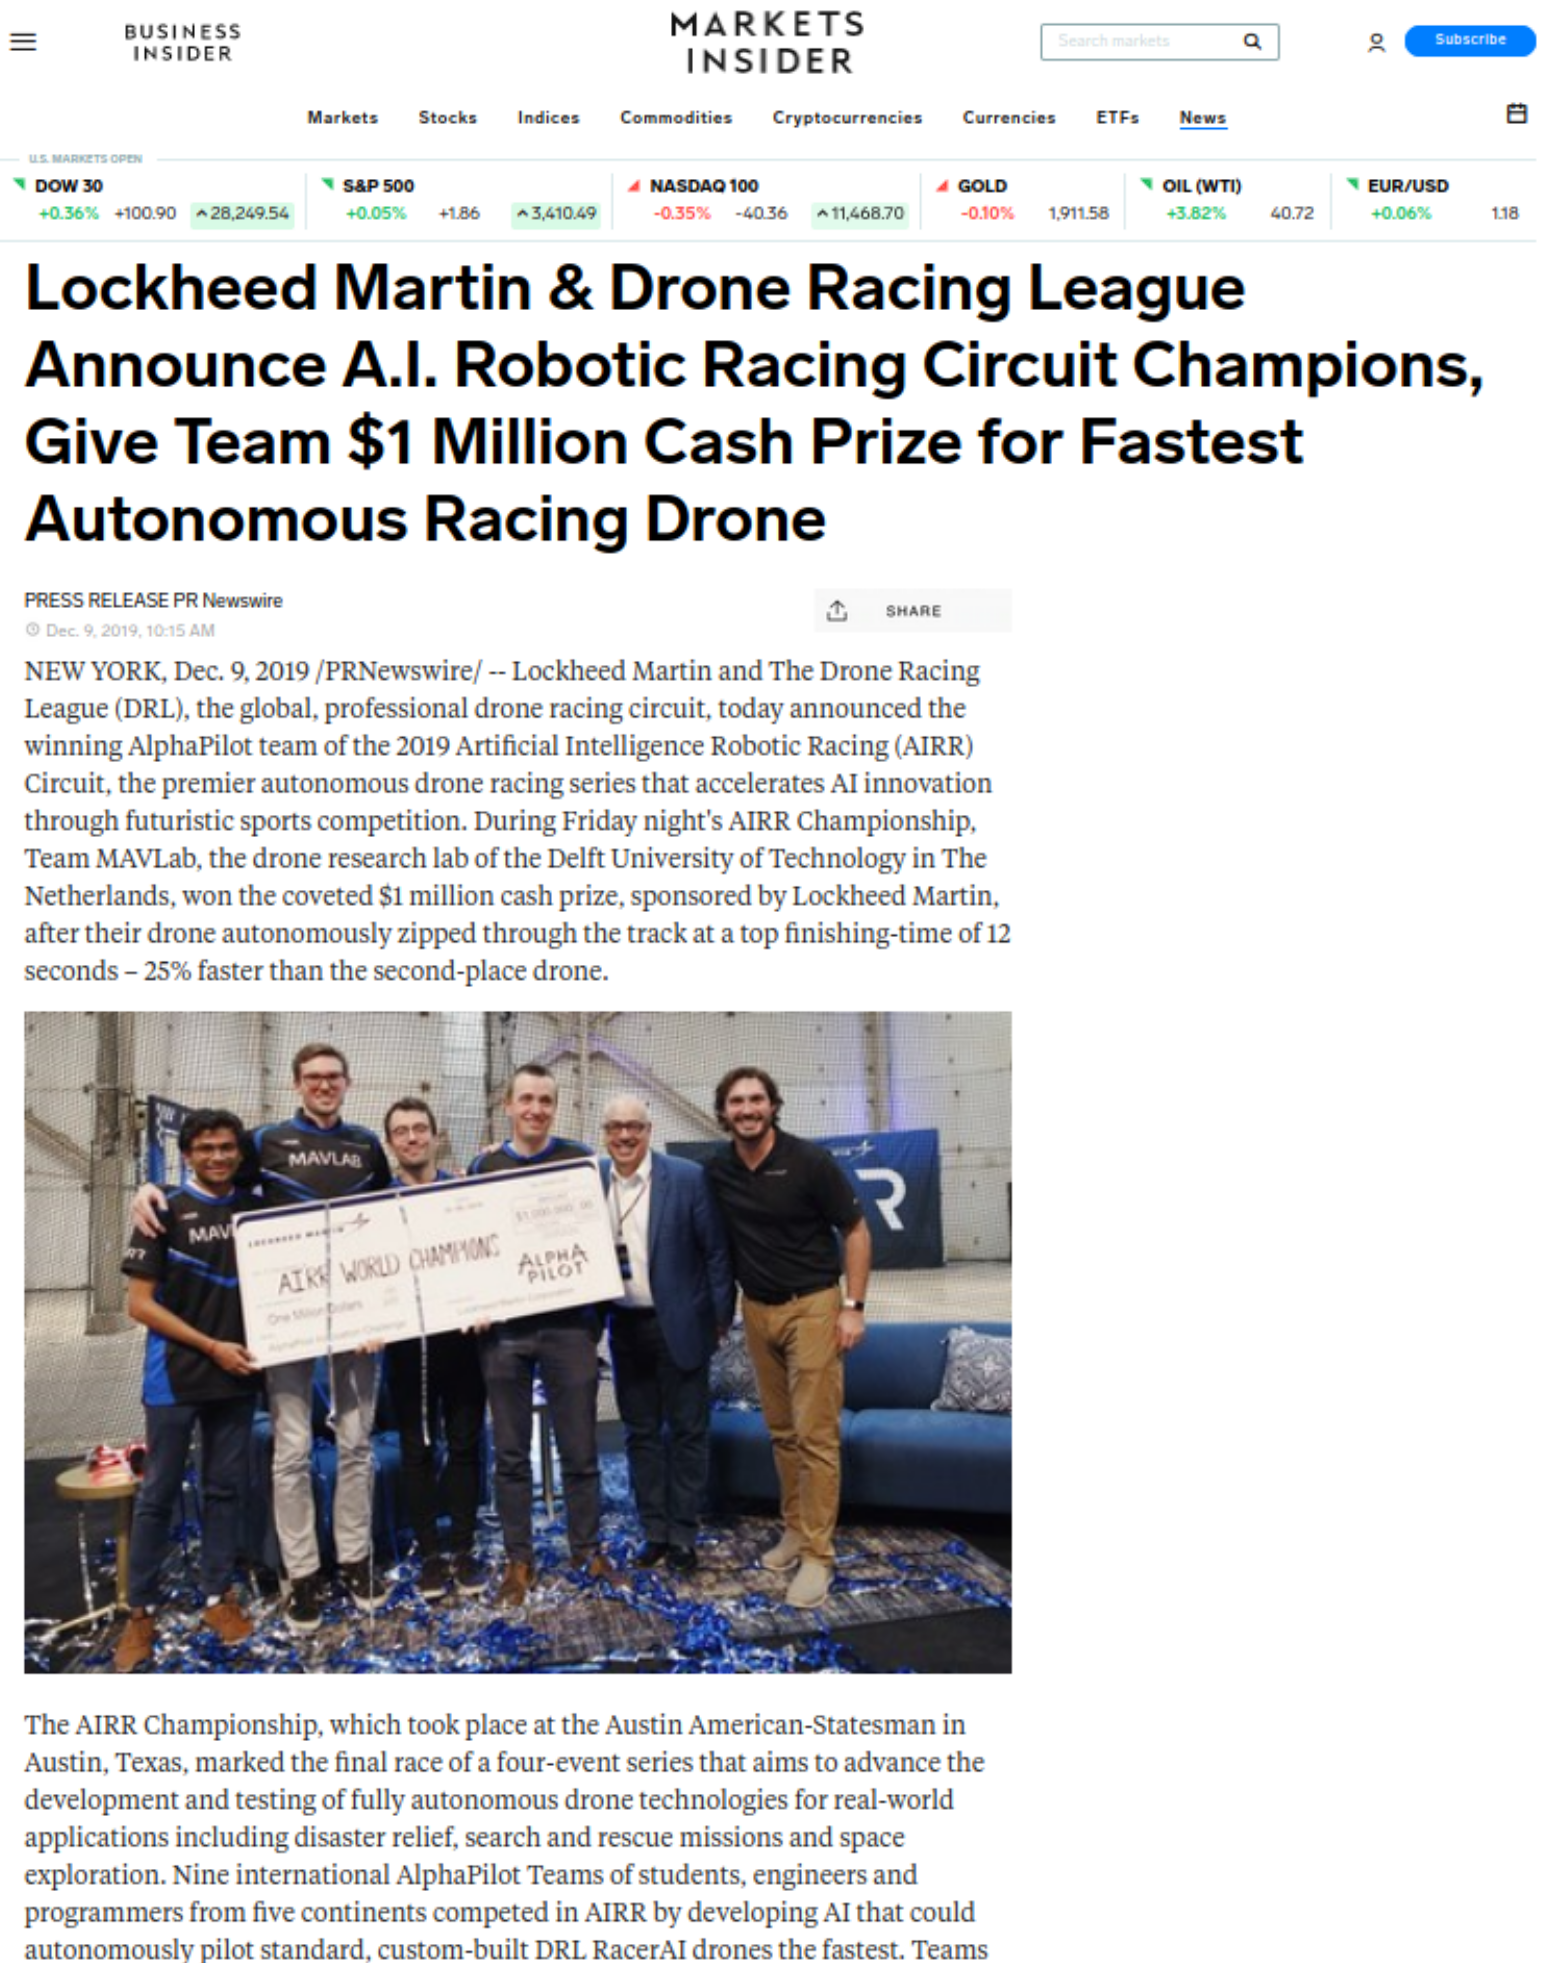 BUSINESS
INSIDER
MARKETS
INSIDER
Search markets
Subscribe
Markets Stocks Indices Commodities Cryptocurrencies Currencies ETFs News
U.S. MARKETS OPEN
DOW 30 S&P 500 NASDAQ 100 GOLD OIL (WTI) EUR/USD
+0.36% +100.90 28,249.54 +0.05% +1.86 3,410.49 -0.35% -40.36 11,468.70 -0.10% 1,911.58 +3.82% 40.72 +0.06% 1.18
Lockheed Martin & Drone Racing League
Announce A.I. Robotic Racing Circuit Champions,
Give Team $1 Million Cash Prize for Fastest
Autonomous Racing Drone
PRESS RELEASE PR Newswire
SHARE
Dec. 9, 2019, 10:15 AM
NEW YORK, Dec. 9, 2019 /PRNewswire/ -- Lockheed Martin and The Drone Racing
League (DRL), the global, professional drone racing circuit, today announced the
winning AlphaPilot team of the 2019 Artificial Intelligence Robotic Racing (AIRR)
Circuit, the premier autonomous drone racing series that accelerates AI innovation
through futuristic sports competition. During Friday night's AIRR Championship,
Team MAVLab, the drone research lab of the Delft University of Technology in The
Netherlands, won the coveted $1 million cash prize, sponsored by Lockheed Martin,
after their drone autonomously zipped through the track at a top finishing-time of 12
seconds – 25% faster than the second-place drone.
MAVLAB
MAV
R
LOCKHEED MARTIN
$1,000,000.00
AIRR WORLD CHAMPIONS
ALPHA
PILOT
One Million Dollars
The AIRR Championship, which took place at the Austin American-Statesman in
Austin, Texas, marked the final race of a four-event series that aims to advance the
development and testing of fully autonomous drone technologies for real-world
applications including disaster relief, search and rescue missions and space
exploration. Nine international AlphaPilot Teams of students, engineers and
programmers from five continents competed in AIRR by developing AI that could
autonomously pilot standard, custom-built DRL RacerAI drones the fastest. Teams